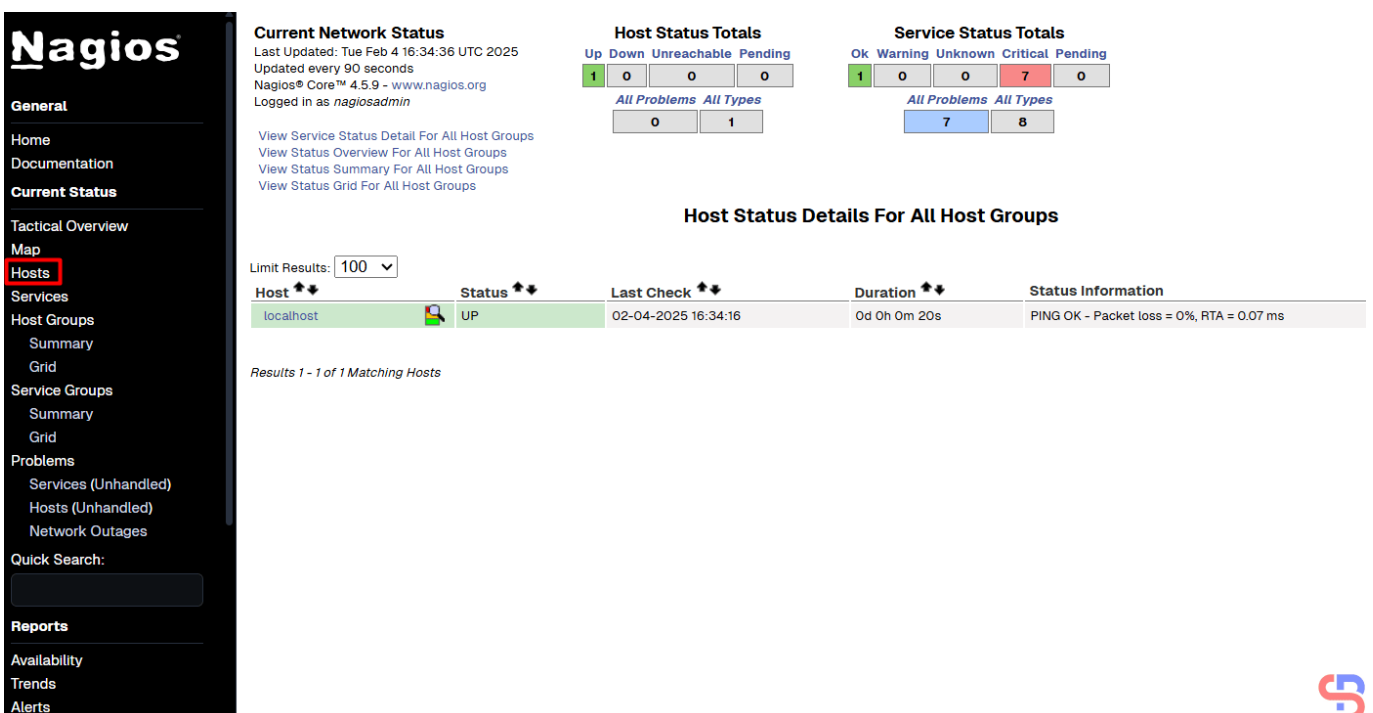 Nagios®
General
Home
Documentation
Current Status
Tactical Overview
Map
Hosts
Services
Host Groups
Summary
Grid
Service Groups
Summary
Grid
Problems
Services (Unhandled)
Hosts (Unhandled)
Network Outages
Quick Search:
Reports
Availability
Trends
Alerts
Current Network Status
Last Updated: Tue Feb 4 16:34:36 UTC 2025
Updated every 90 seconds
Nagios® Core™ 4.5.9 - www.nagios.org
Logged in as nagiosadmin
View Service Status Detail For All Host Groups
View Status Overview For All Host Groups
View Status Summary For All Host Groups
View Status Grid For All Host Groups
Host Status Totals
Up Down Unreachable Pending
1 0 0 0
All Problems All Types
0 1
Service Status Totals
Ok Warning Unknown Critical Pending
1 0 0 7 0
All Problems All Types
7 8
Host Status Details For All Host Groups
Limit Results: 100
Host Status Last Check Duration Status Information
localhost UP 02-04-2025 16:34:16 0d 0h 0m 20s PING OK - Packet loss = 0%, RTA = 0.07 ms
Results 1 - 1 of 1 Matching Hosts